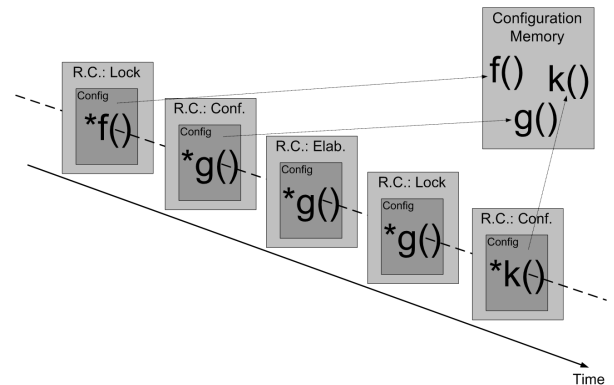 Configuration
Memory
f()
k()
g()
R.C.: Lock
Config
*f()
R.C.: Conf.
Config
*g()
R.C.: Elab.
Config
*g()
R.C.: Lock
Config
*g()
R.C.: Conf.
Config
*k()
Time